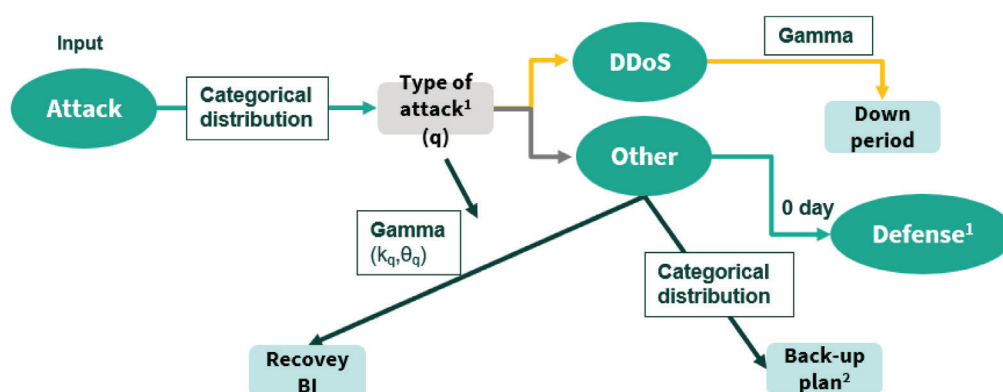 Input
Attack
Categorical
distribution
Type of
attack¹
(q)
DDoS
Gamma
Down
period
Other
0 day
Defense¹
Gamma
(kq,θq)
Categorical
distribution
Recovey
BI
Back-up
plan²